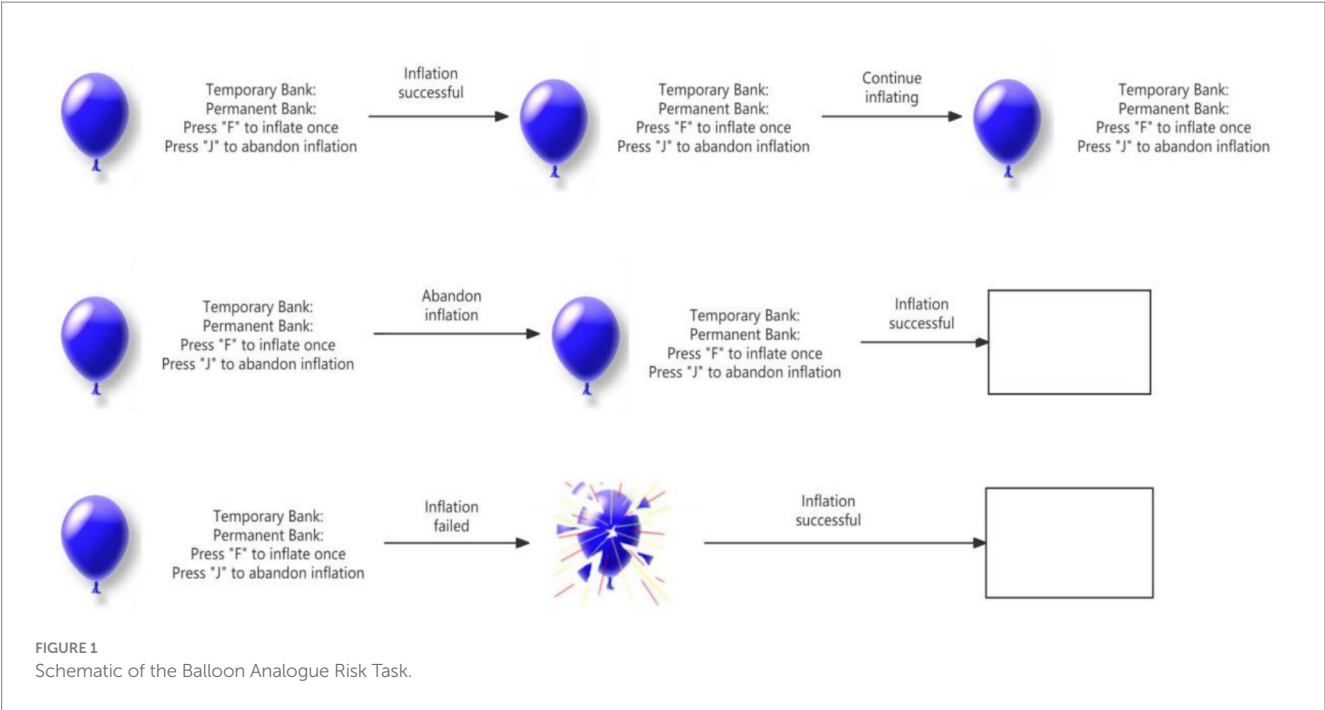 Inflation
successful
Continue
inflating
Temporary Bank:
Permanent Bank:
Press "F" to inflate once
Press "J" to abandon inflation
Temporary Bank:
Permanent Bank:
Press "F" to inflate once
Press "J" to abandon inflation
Temporary Bank:
Permanent Bank:
Press "F" to inflate once
Press "J" to abandon inflation
Temporary Bank:
Permanent Bank:
Press "F" to inflate once
Press "J" to abandon inflation
Abandon
inflation
Temporary Bank:
Permanent Bank:
Press "F" to inflate once
Press "J" to abandon inflation
Inflation
successful
Temporary Bank:
Permanent Bank:
Press "F" to inflate once
Press "J" to abandon inflation
Inflation
failed
Inflation
successful
FIGURE 1
Schematic of the Balloon Analogue Risk Task.